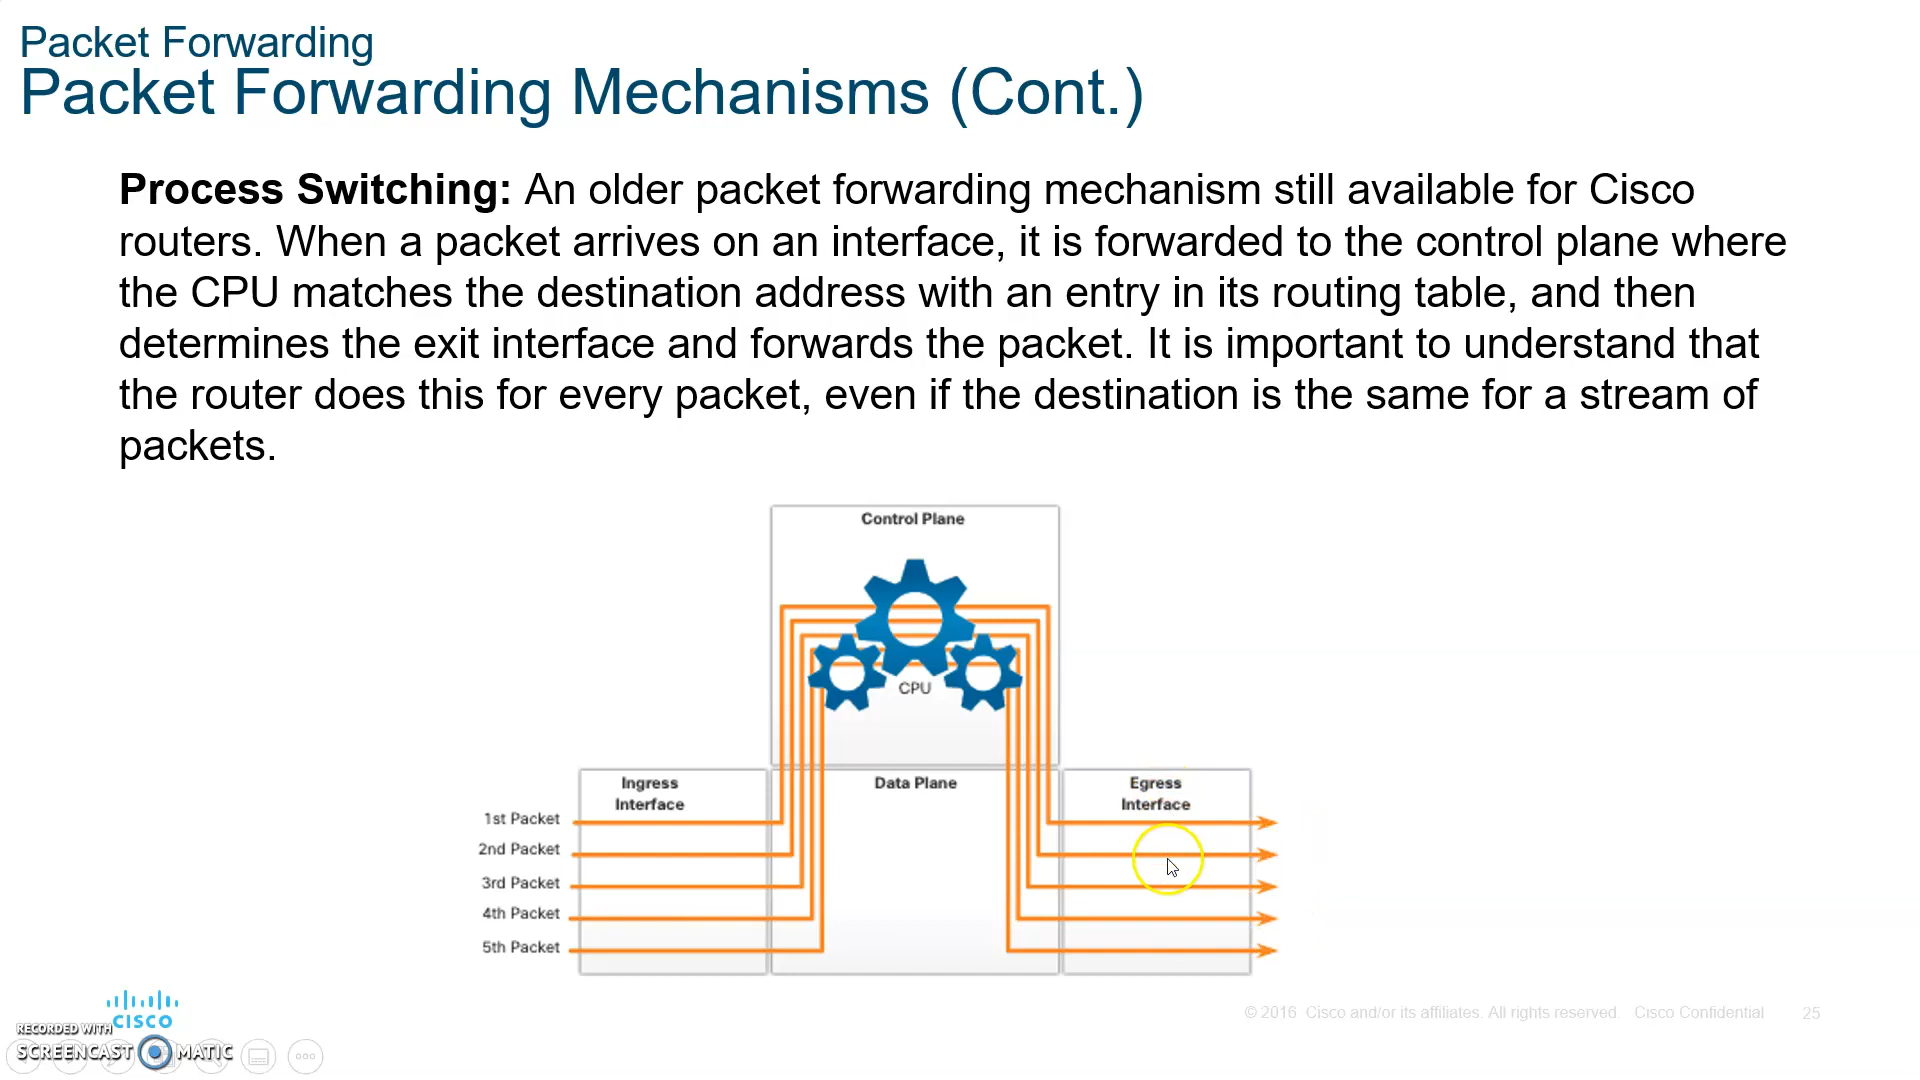 Packet Forwarding
Packet Forwarding Mechanisms (Cont.)
Process Switching: An older packet forwarding mechanism still available for Cisco
routers. When a packet arrives on an interface, it is forwarded to the control plane where
the CPU matches the destination address with an entry in its routing table, and then
determines the exit interface and forwards the packet. It is important to understand that
the router does this for every packet, even if the destination is the same for a stream of
packets.
Control Plane
CPU
Ingress
Interface
Data Plane
Egress
Interface
1st Packet
2nd Packet
3rd Packet
4th Packet
5th Packet
CISCO
RECORDED WITH
SCREENCAST MATIC
© 2016 Cisco and/or its affiliates. All rights reserved. Cisco Confidential 25